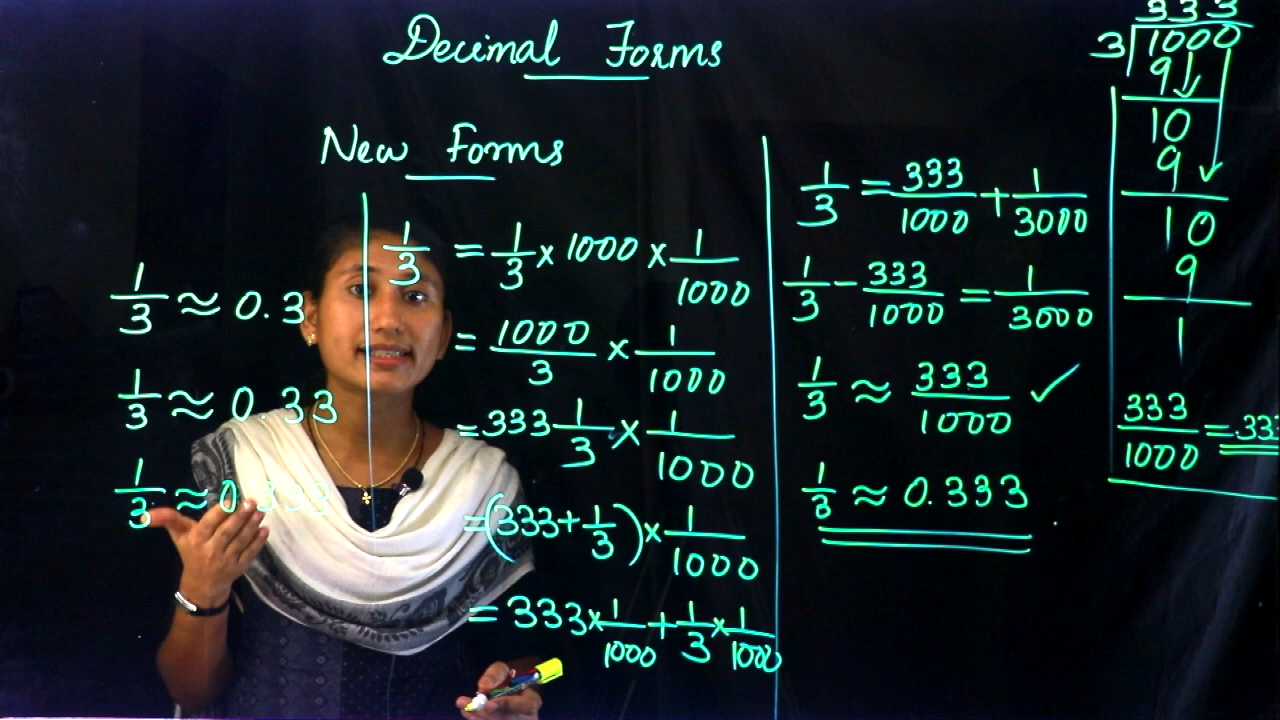 Decimal Forms
New Forms
1/3 ≈ 0.3
1/3 ≈ 0.33
1/3 ≈ 0.333
1/3 = 1/3 × 1000 × 1/1000
= 1000/3 × 1/1000
= 333 1/3 × 1/1000
= (333 + 1/3) × 1/1000
= 333 × 1/1000 + 1/3 × 1/1000
1/3 = 333/1000 + 1/3000
1/3 - 333/1000 = 1/3000
1/3 ≈ 333/1000 ✓
1/3 ≈ 0.333
333
3 1000
9
10
9
10
9
1
333/1000 = .33